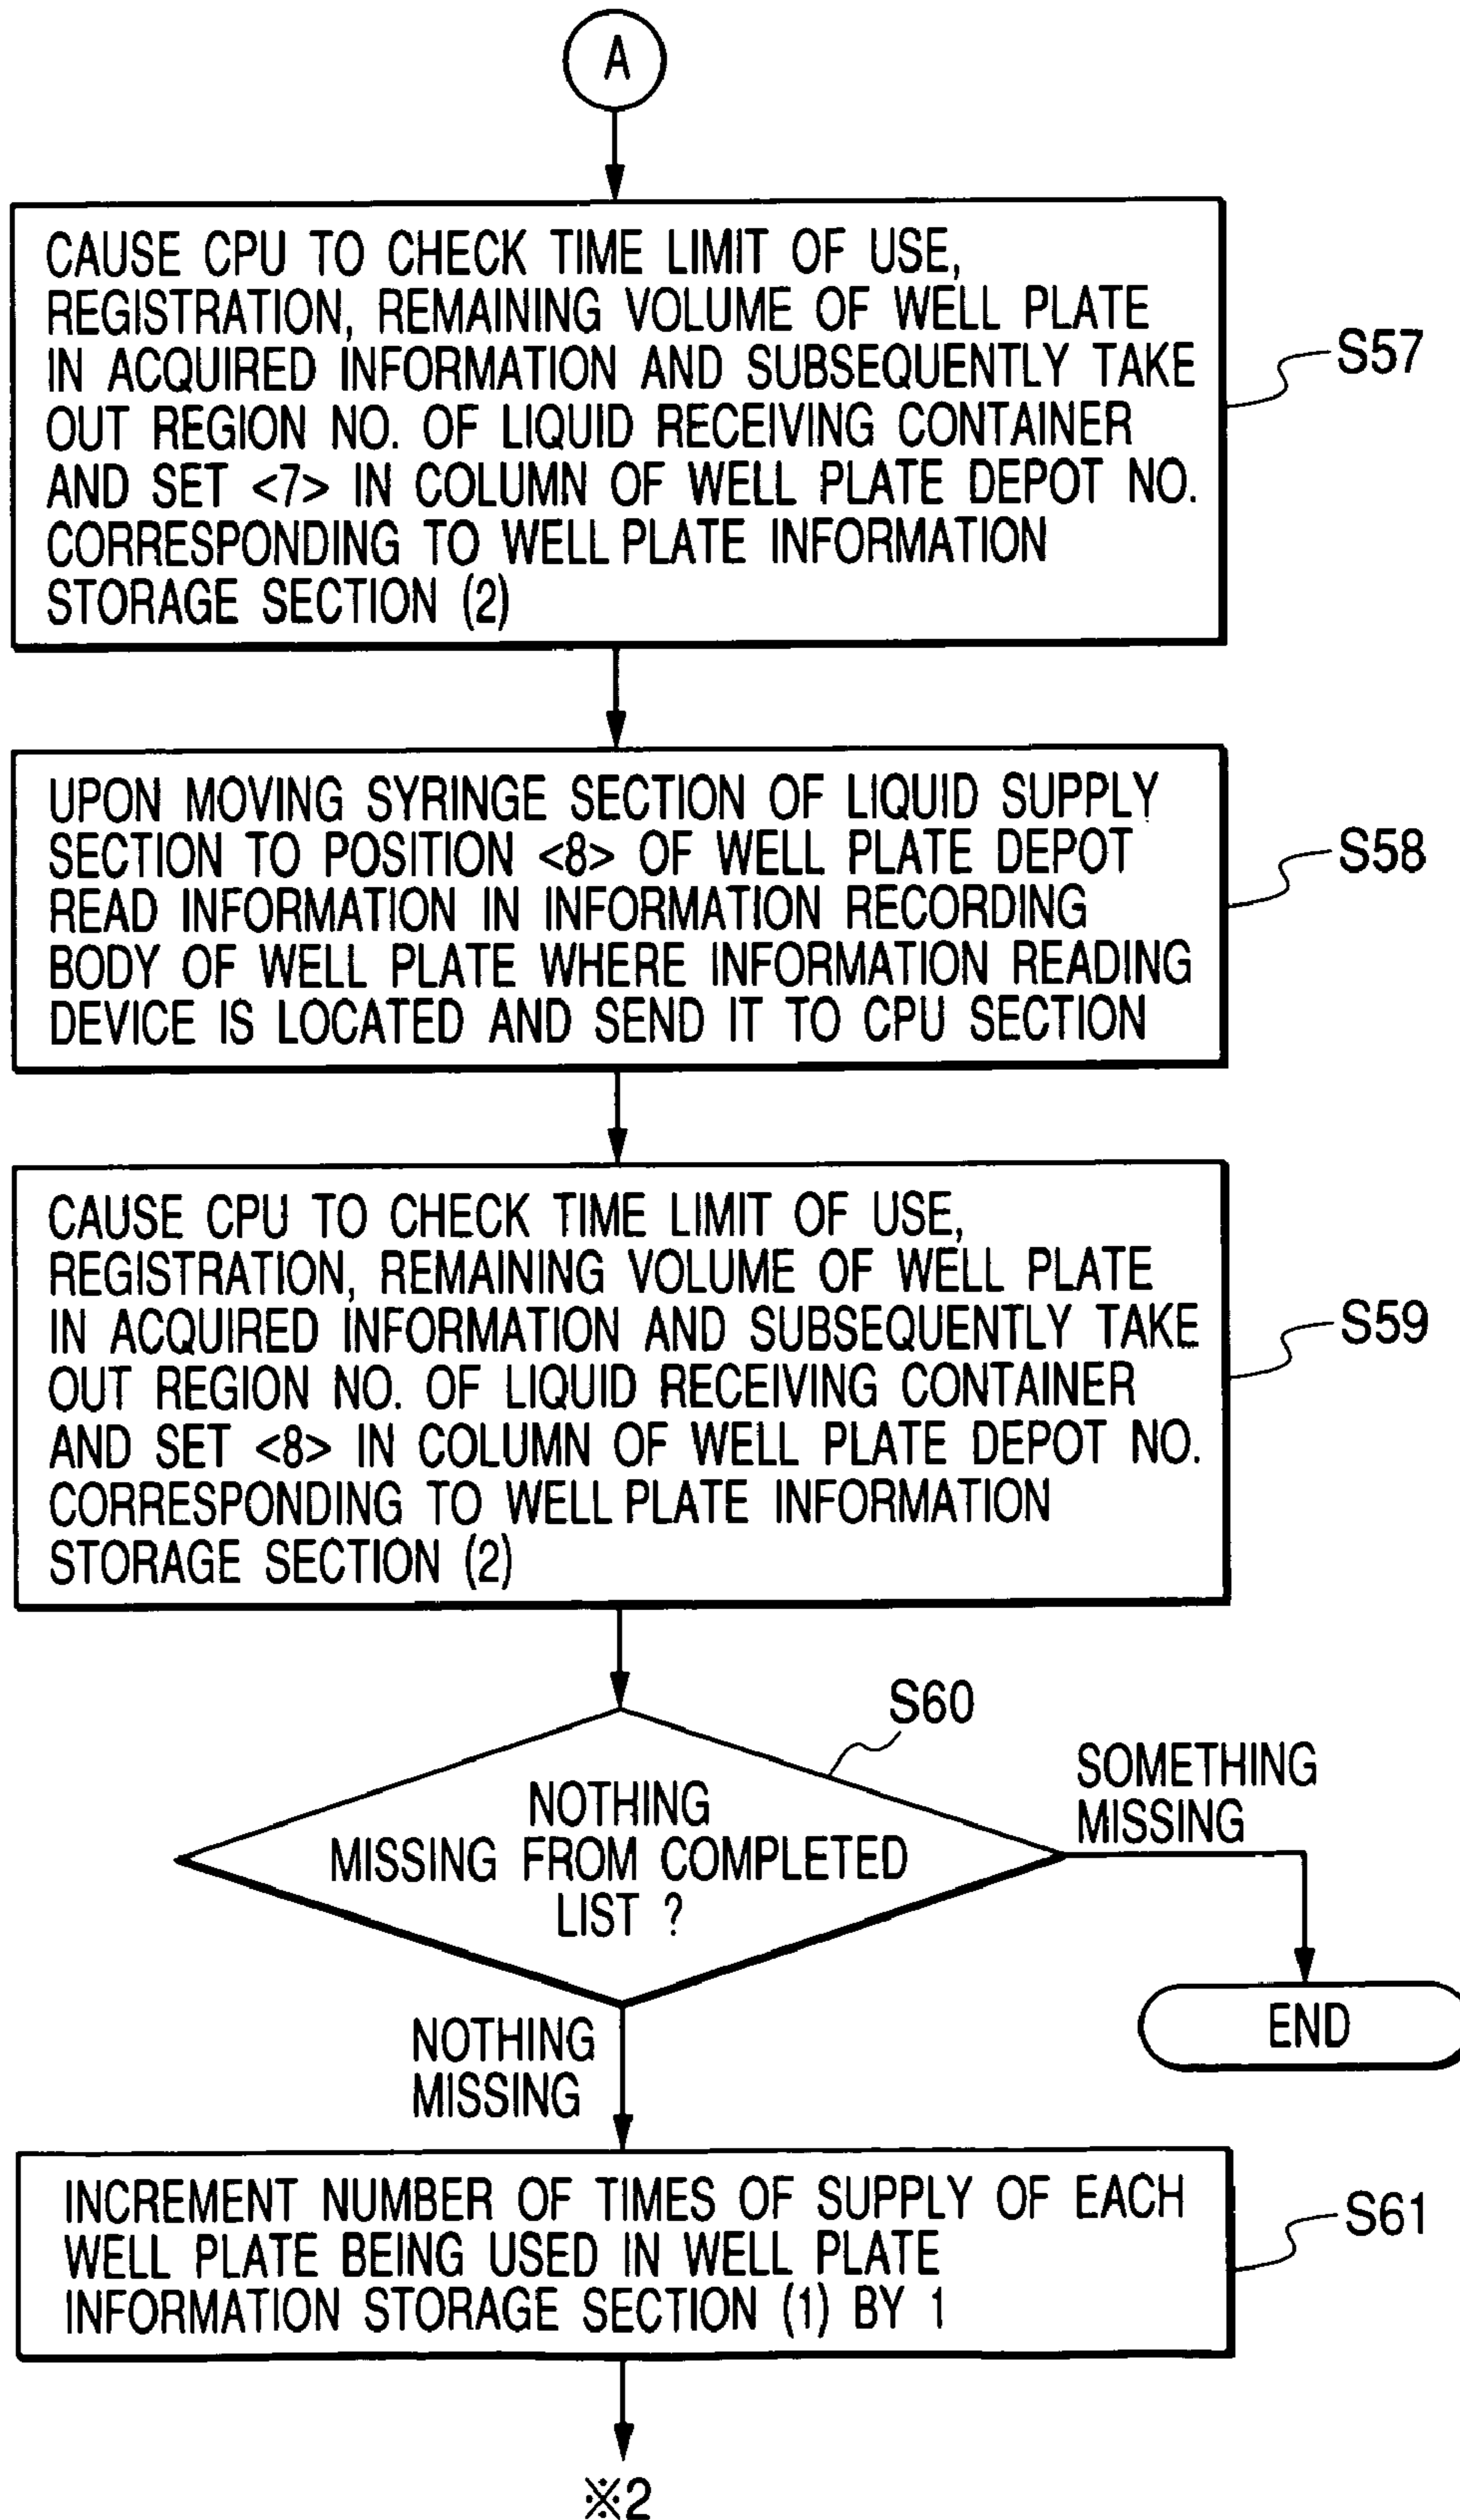 A
CAUSE CPU TO CHECK TIME LIMIT OF USE,
REGISTRATION, REMAINING VOLUME OF WELL PLATE
IN ACQUIRED INFORMATION AND SUBSEQUENTLY TAKE
OUT REGION NO. OF LIQUID RECEIVING CONTAINER
AND SET <7> IN COLUMN OF WELL PLATE DEPOT NO.
CORRESPONDING TO WELL PLATE INFORMATION
STORAGE SECTION (2)
S57
UPON MOVING SYRINGE SECTION OF LIQUID SUPPLY
SECTION TO POSITION <8> OF WELL PLATE DEPOT
READ INFORMATION IN INFORMATION RECORDING
BODY OF WELL PLATE WHERE INFORMATION READING
DEVICE IS LOCATED AND SEND IT TO CPU SECTION
S58
CAUSE CPU TO CHECK TIME LIMIT OF USE,
REGISTRATION, REMAINING VOLUME OF WELL PLATE
IN ACQUIRED INFORMATION AND SUBSEQUENTLY TAKE
OUT REGION NO. OF LIQUID RECEIVING CONTAINER
AND SET <8> IN COLUMN OF WELL PLATE DEPOT NO.
CORRESPONDING TO WELL PLATE INFORMATION
STORAGE SECTION (2)
S59
S60
NOTHING
MISSING FROM COMPLETED
LIST ?
SOMETHING
MISSING
END
NOTHING
MISSING
INCREMENT NUMBER OF TIMES OF SUPPLY OF EACH
WELL PLATE BEING USED IN WELL PLATE
INFORMATION STORAGE SECTION (1) BY 1
S61
※2